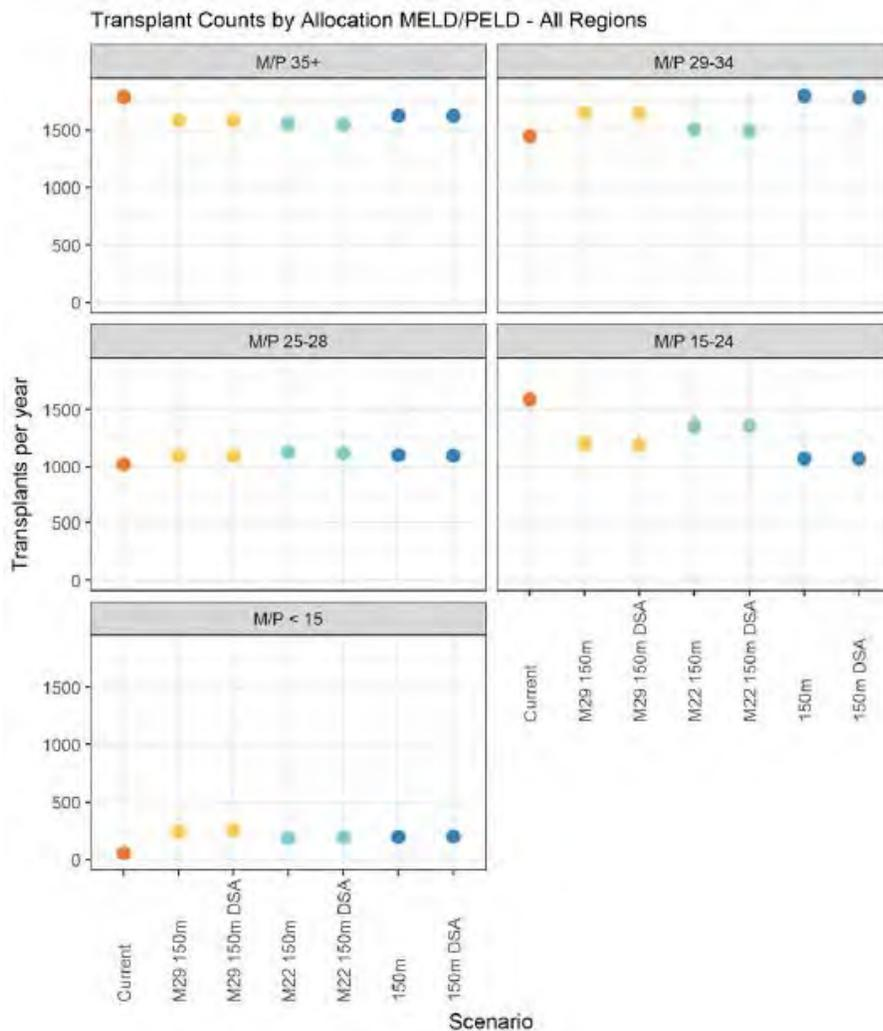 Transplant Counts by Allocation MELD/PELD - All Regions
M/P 35+
M/P 29-34
1500
1000
500
0
M/P 25-28
M/P 15-24
1500
1000
500
0
M/P < 15
1500
1000
500
0
Transplants per year
Current
M29 150m
M29 150m DSA
M22 150m
M22 150m DSA
150m
150m DSA
Current
M29 150m
M29 150m DSA
M22 150m
M22 150m DSA
150m
150m DSA
Scenario